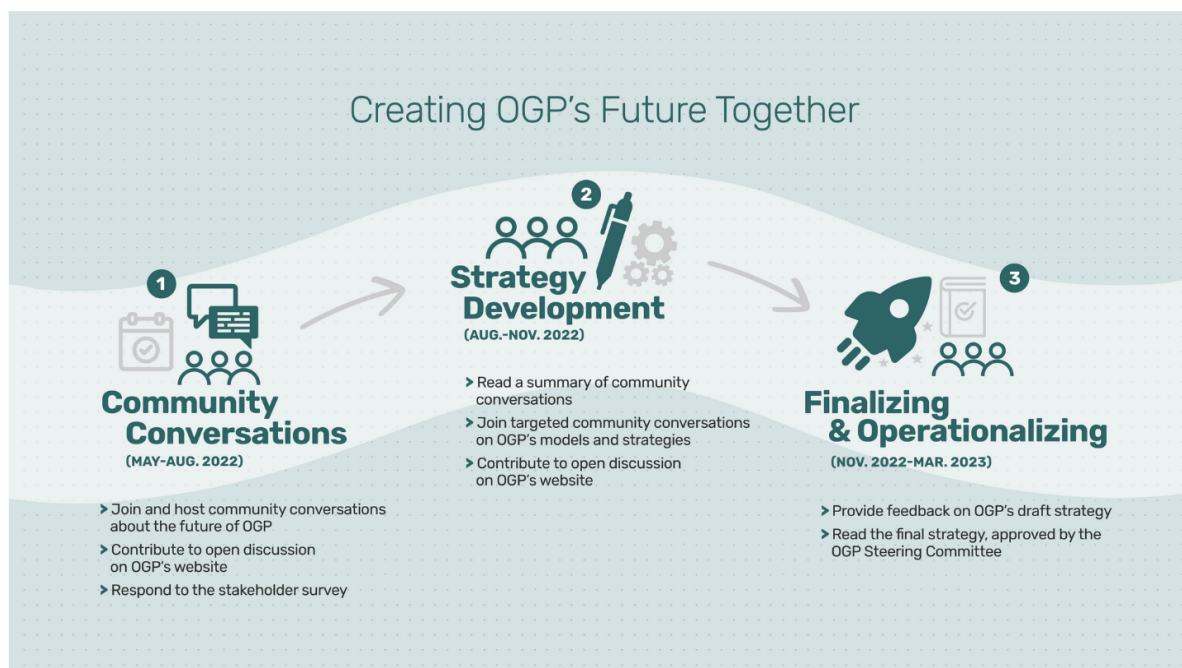 Creating OGP's Future Together
1
Community
Conversations
(MAY-AUG. 2022)
> Join and host community conversations
about the future of OGP
> Contribute to open discussion
on OGP's website
> Respond to the stakeholder survey
2
Strategy
Development
(AUG.-NOV. 2022)
> Read a summary of community
conversations
> Join targeted community conversations
on OGP's models and strategies
> Contribute to open discussion
on OGP's website
3
Finalizing
& Operationalizing
(NOV. 2022-MAR. 2023)
> Provide feedback on OGP's draft strategy
> Read the final strategy, approved by the
OGP Steering Committee